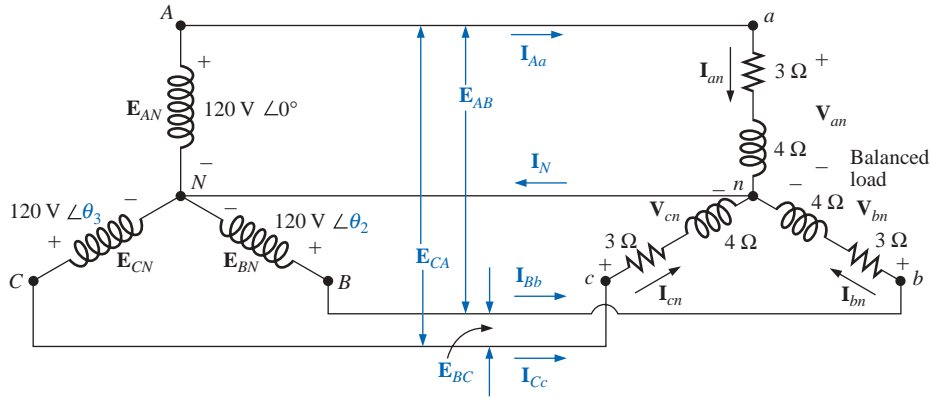 A
a
+
I_Aa
3 Ω
+
I_an
E_AN
120 V ∠0°
E_AB
V_an
4 Ω
−
I_N
−
Balanced
load
N
n
−
−
120 V ∠θ_3
−
−
120 V ∠θ_2
V_cn
4 Ω
V_bn
+
E_CN
E_BN
+
E_CA
3 Ω
4 Ω
3 Ω
C
B
I_Bb
c
+
I_cn
I_bn
+
b
E_BC
I_Cc